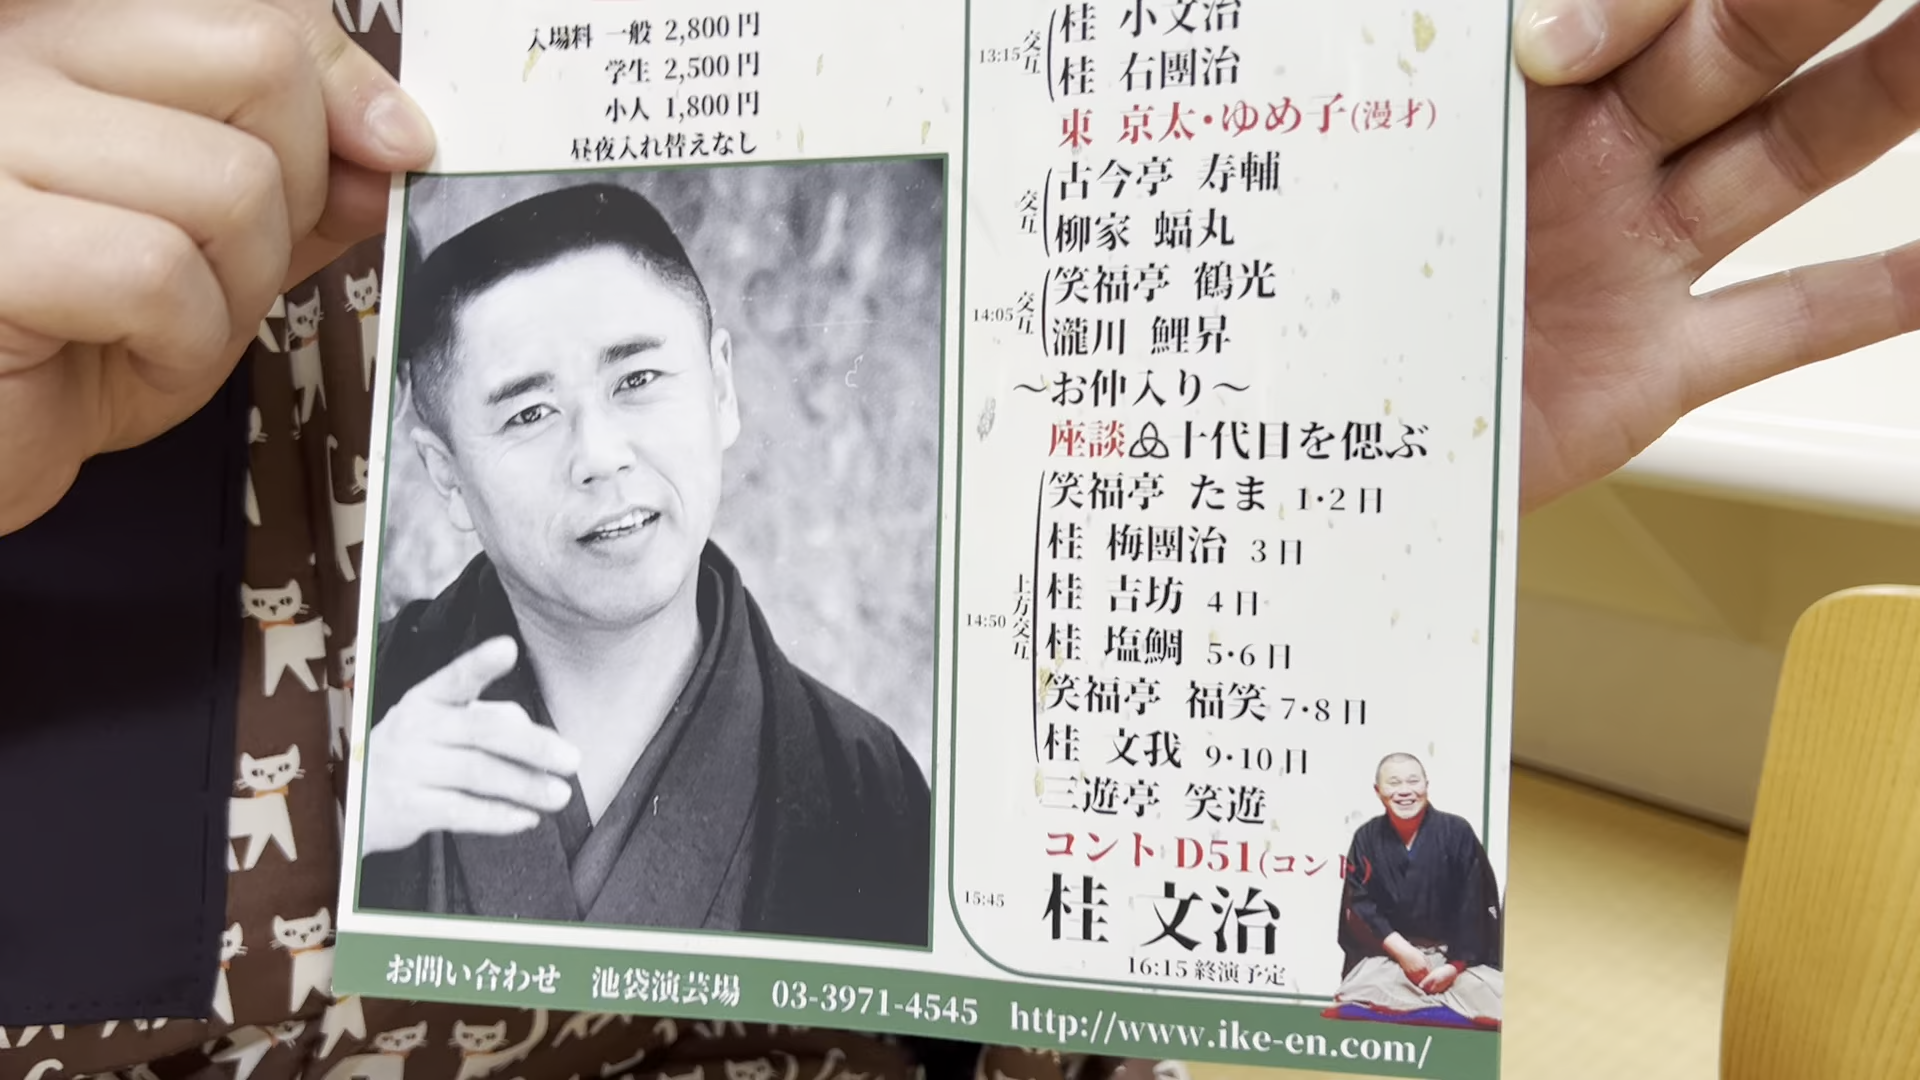 入場料 一般 2,800円
学生 2,500円
小人 1,800円
昼夜入れ替えなし
桂 小文治
13:15 交互
桂 右團治
東 京太・ゆめ子(漫才)
古今亭 寿輔
交互
柳家 蝠丸
笑福亭 鶴光
14:05 交互
瀧川 鯉昇
～お仲入り～
座談 十代目を偲ぶ
笑福亭 たま 1・2日
桂 梅團治 3日
桂 吉坊 4日
14:50 上方交互
桂 塩鯛 5・6日
笑福亭 福笑 7・8日
桂 文我 9・10日
三遊亭 笑遊
コントD51(コント)
15:45 桂 文治
16:15 終演予定
お問い合わせ 池袋演芸場 03-3971-4545 http://www.ike-en.com/